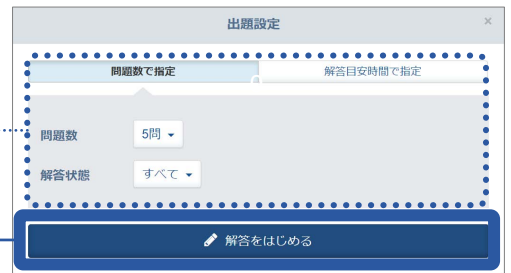 出題設定
×
問題数で指定
解答目安時間で指定
問題数
5問
解答状態
すべて
解答をはじめる